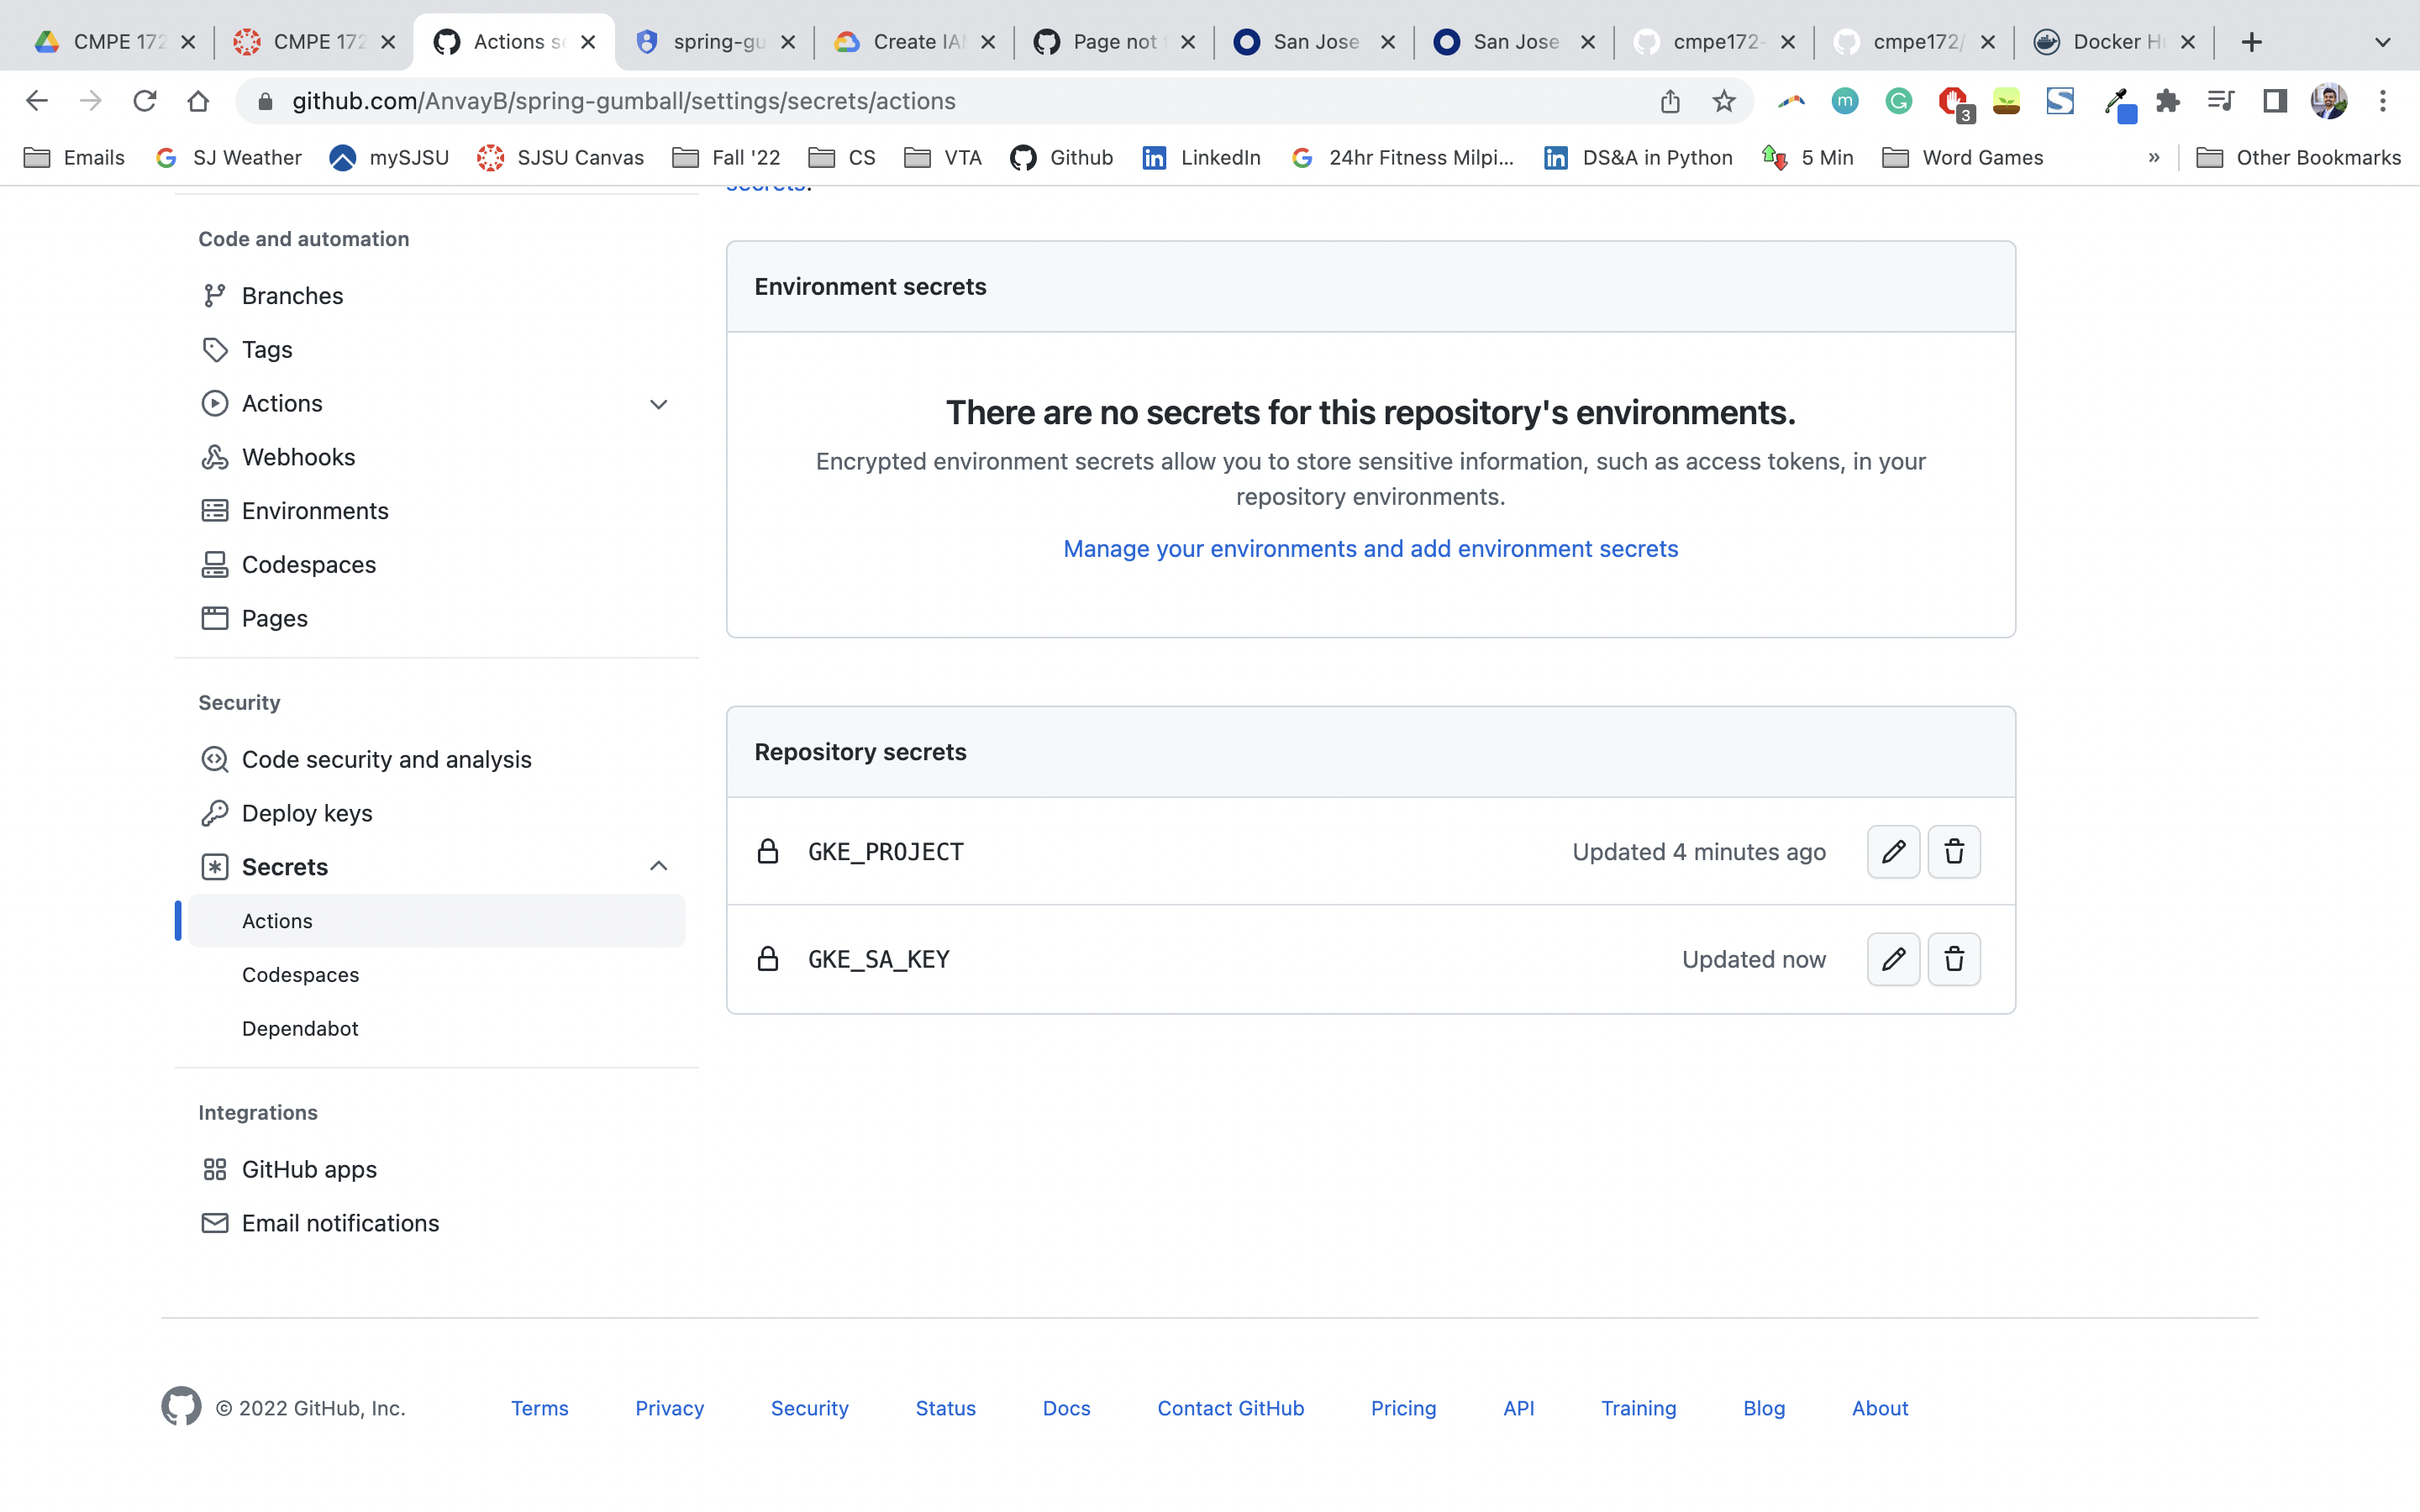 CMPE 172
CMPE 172
Actions se
spring-gu
Create IAM
Page not f
San Jose
San Jose
cmpe172-
cmpe172/
Docker Hu
github.com/AnvayB/spring-gumball/settings/secrets/actions
m
G
3
Emails
SJ Weather
mySJSU
SJSU Canvas
Fall '22
CS
VTA
Github
LinkedIn
24hr Fitness Milpi...
DS&A in Python
5 Min
Word Games
»
Other Bookmarks
secrets.
Code and automation
Branches
Tags
Actions
Webhooks
Environments
Codespaces
Pages
Security
Code security and analysis
Deploy keys
Secrets
Actions
Codespaces
Dependabot
Integrations
GitHub apps
Email notifications
Environment secrets
There are no secrets for this repository's environments.
Encrypted environment secrets allow you to store sensitive information, such as access tokens, in your
repository environments.
Manage your environments and add environment secrets
Repository secrets
GKE_PROJECT
Updated 4 minutes ago
GKE_SA_KEY
Updated now
© 2022 GitHub, Inc.
Terms
Privacy
Security
Status
Docs
Contact GitHub
Pricing
API
Training
Blog
About